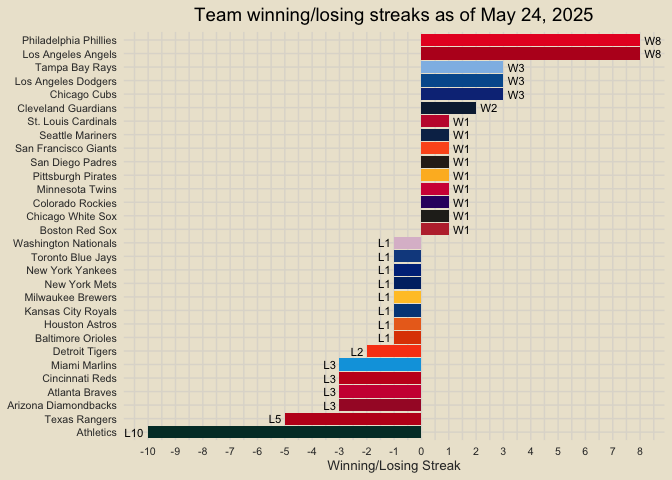 Team winning/losing streaks as of May 24, 2025
Philadelphia Phillies W8
Los Angeles Angels W8
Tampa Bay Rays W3
Los Angeles Dodgers W3
Chicago Cubs W3
Cleveland Guardians W2
St. Louis Cardinals W1
Seattle Mariners W1
San Francisco Giants W1
San Diego Padres W1
Pittsburgh Pirates W1
Minnesota Twins W1
Colorado Rockies W1
Chicago White Sox W1
Boston Red Sox W1
Washington Nationals L1
Toronto Blue Jays L1
New York Yankees L1
New York Mets L1
Milwaukee Brewers L1
Kansas City Royals L1
Houston Astros L1
Baltimore Orioles L1
Detroit Tigers L2
Miami Marlins L3
Cincinnati Reds L3
Atlanta Braves L3
Arizona Diamondbacks L3
Texas Rangers L5
Athletics L10
-10 -9 -8 -7 -6 -5 -4 -3 -2 -1 0 1 2 3 4 5 6 7 8
Winning/Losing Streak